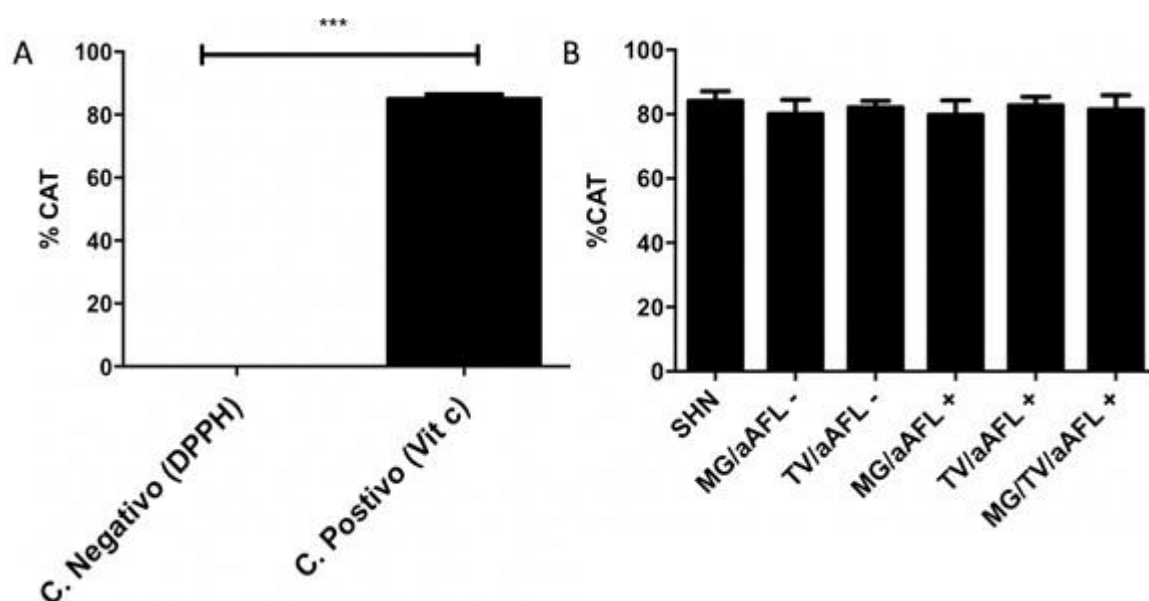 A
***
% CAT
100
80
60
40
20
0
C. Negativo (DPPH)
C. Postivo (Vit c)
B
%CAT
100
80
60
40
20
0
SHN
MG/aAFL -
TV/aAFL -
MG/aAFL +
TV/aAFL +
MG/TV/aAFL +